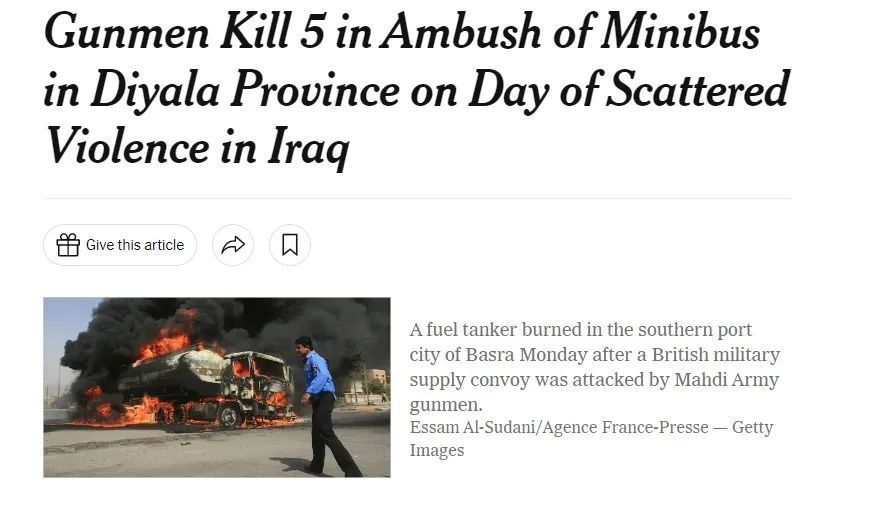 Gunmen Kill 5 in Ambush of Minibus
in Diyala Province on Day of Scattered
Violence in Iraq
Give this article
A fuel tanker burned in the southern port
city of Basra Monday after a British military
supply convoy was attacked by Mahdi Army
gunmen.
Essam Al-Sudani/Agence France-Presse — Getty
Images